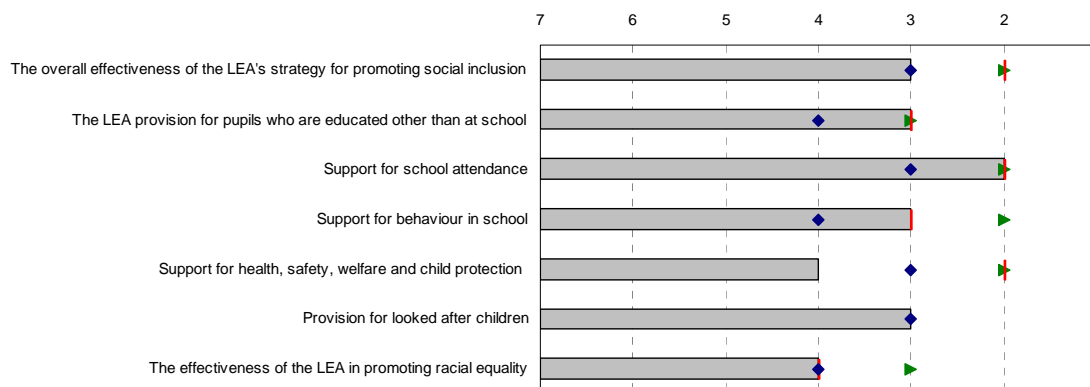 7 6 5 4 3 2
The overall effectiveness of the LEA's strategy for promoting social inclusion
The LEA provision for pupils who are educated other than at school
Support for school attendance
Support for behaviour in school
Support for health, safety, welfare and child protection
Provision for looked after children
The effectiveness of the LEA in promoting racial equality